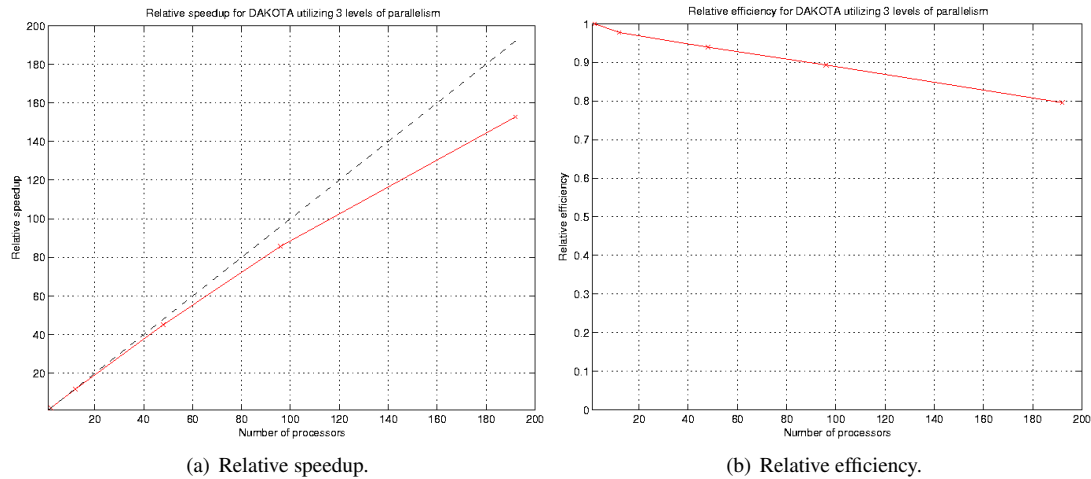 Relative speedup for DAKOTA utilizing 3 levels of parallelism
200
180
160
140
120
100
80
60
40
20
Relative speedup
20 40 60 80 100 120 140 160 180 200
Number of processors
(a) Relative speedup.
Relative efficiency for DAKOTA utilizing 3 levels of parallelism
1
0.9
0.8
0.7
0.6
0.5
0.4
0.3
0.2
0.1
0
Relative efficiency
20 40 60 80 100 120 140 160 180 200
Number of processors
(b) Relative efficiency.